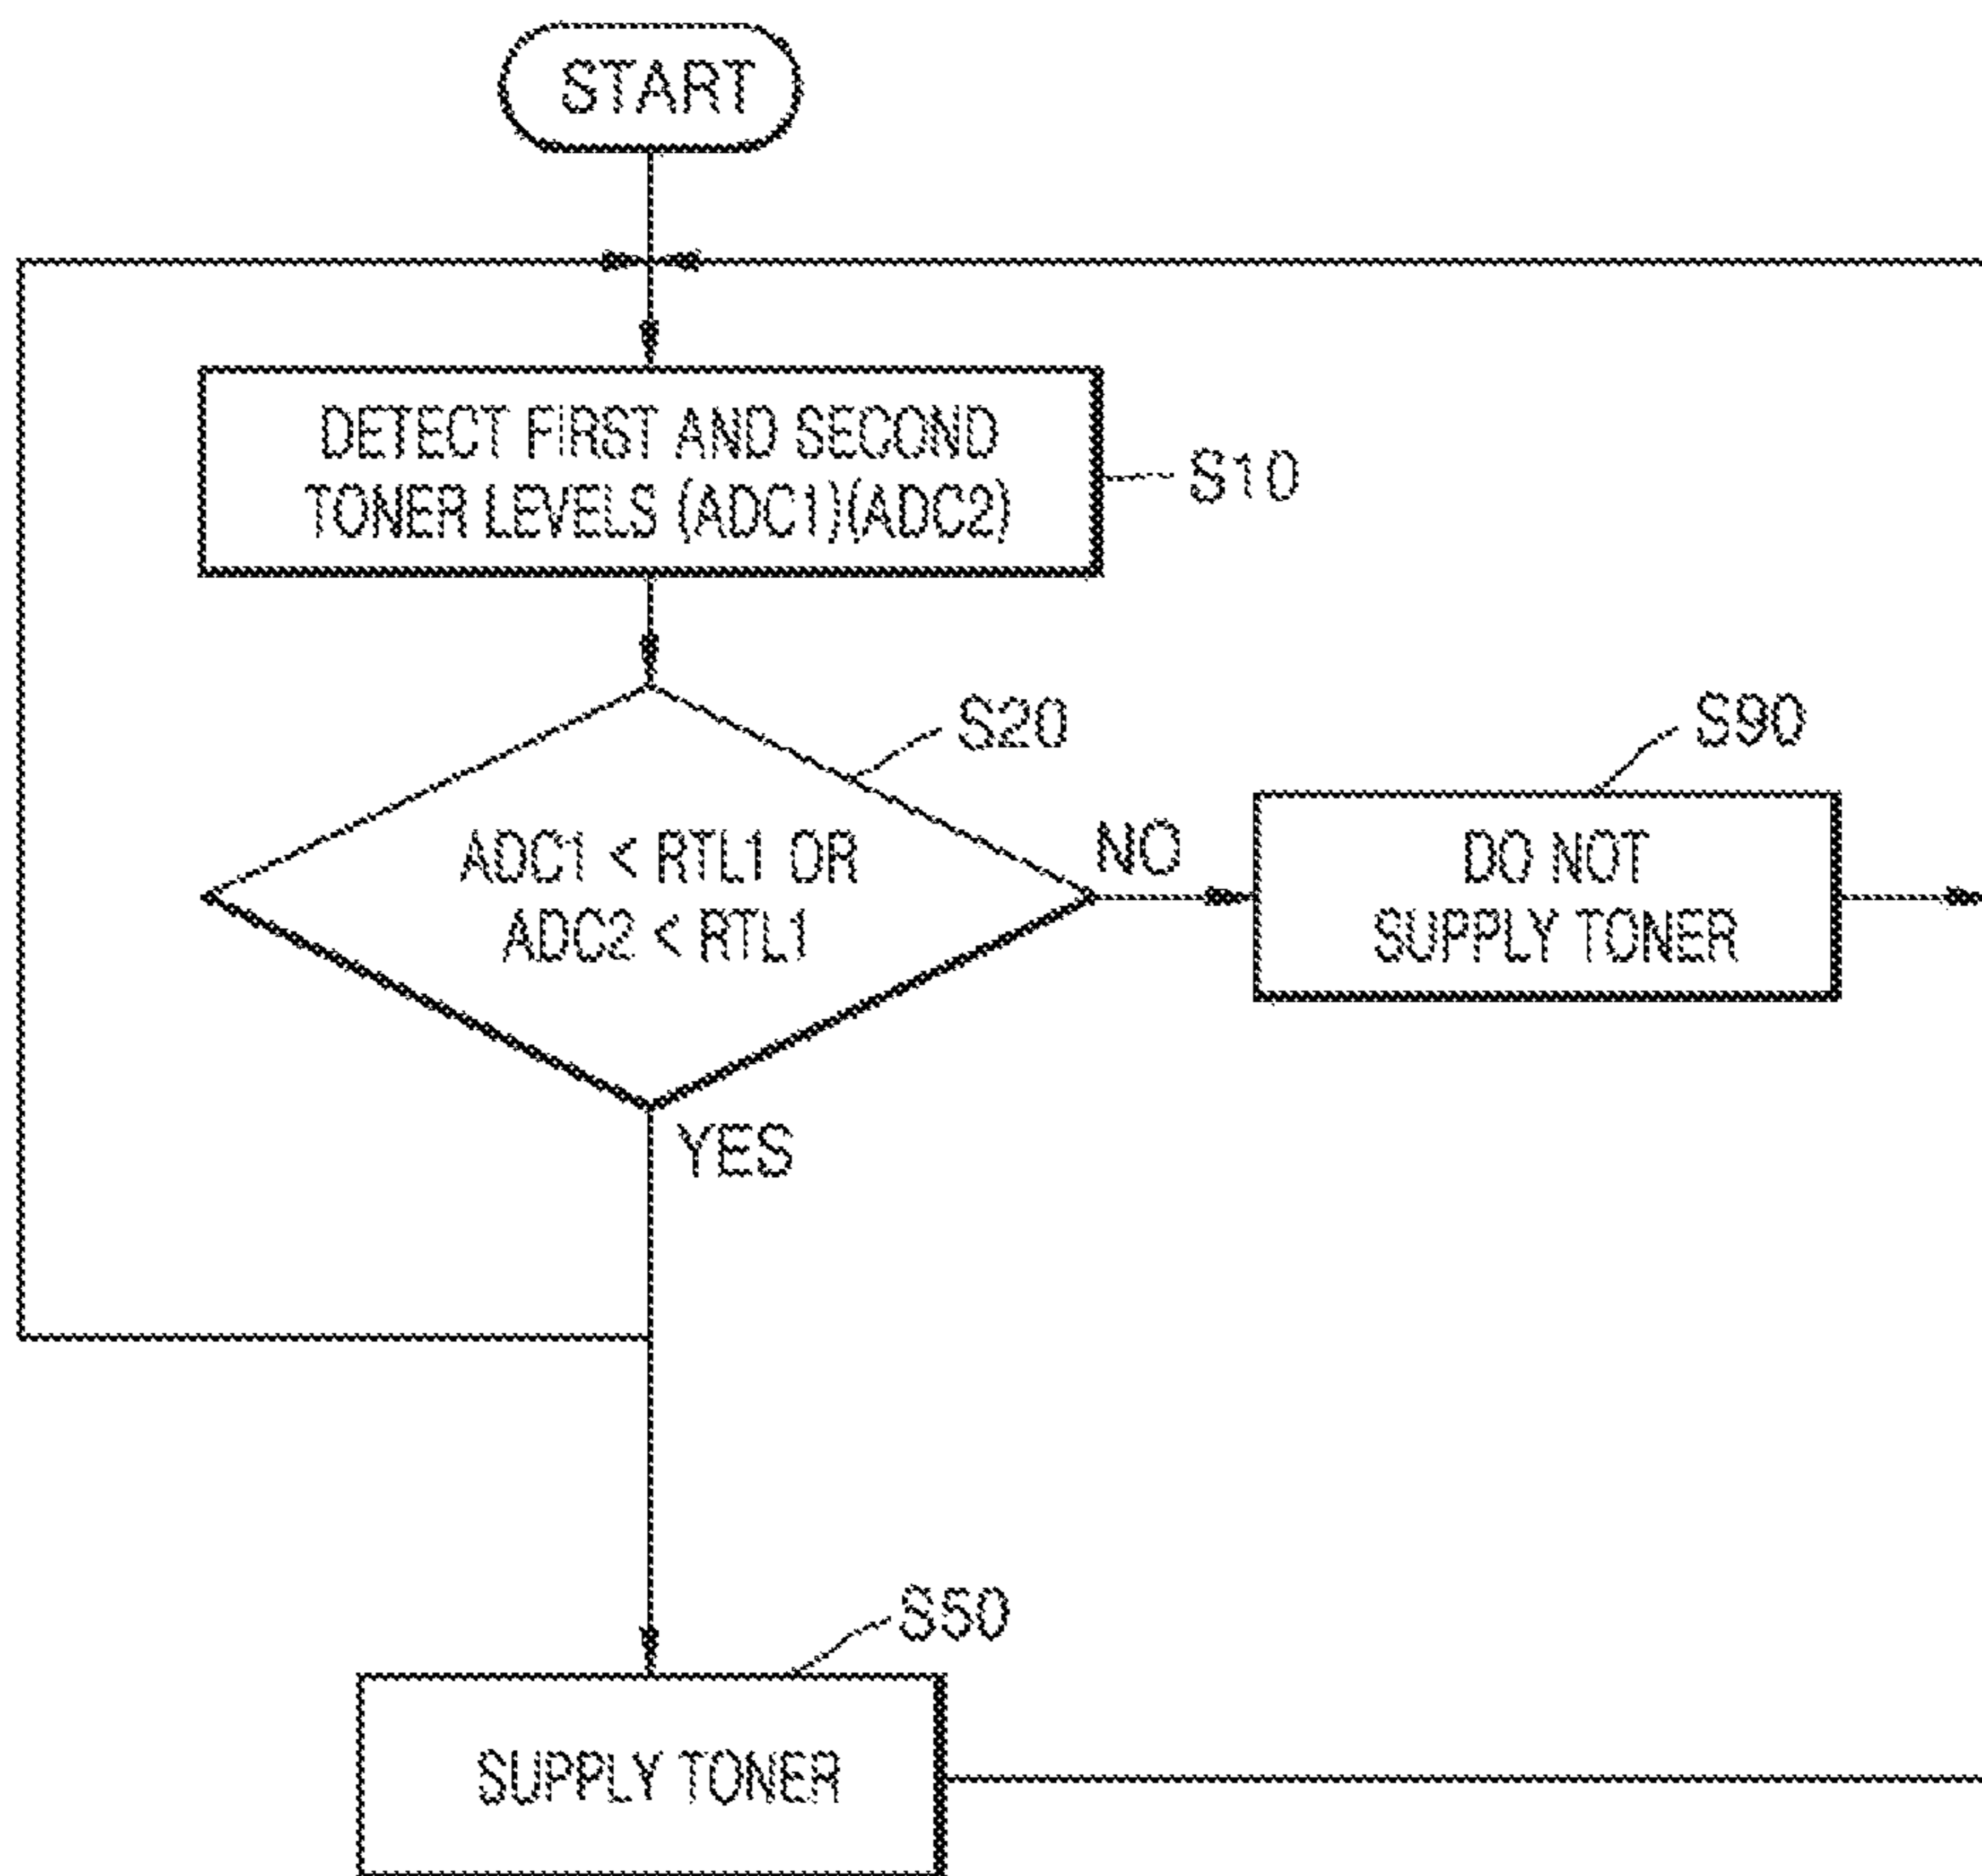 START
DETECT FIRST AND SECOND
TONER LEVELS (ADC1)(ADC2)
S10
S20
ADC1 < RTL1 OR
ADC2 < RTL1
NO
S90
DO NOT
SUPPLY TONER
YES
S50
SUPPLY TONER